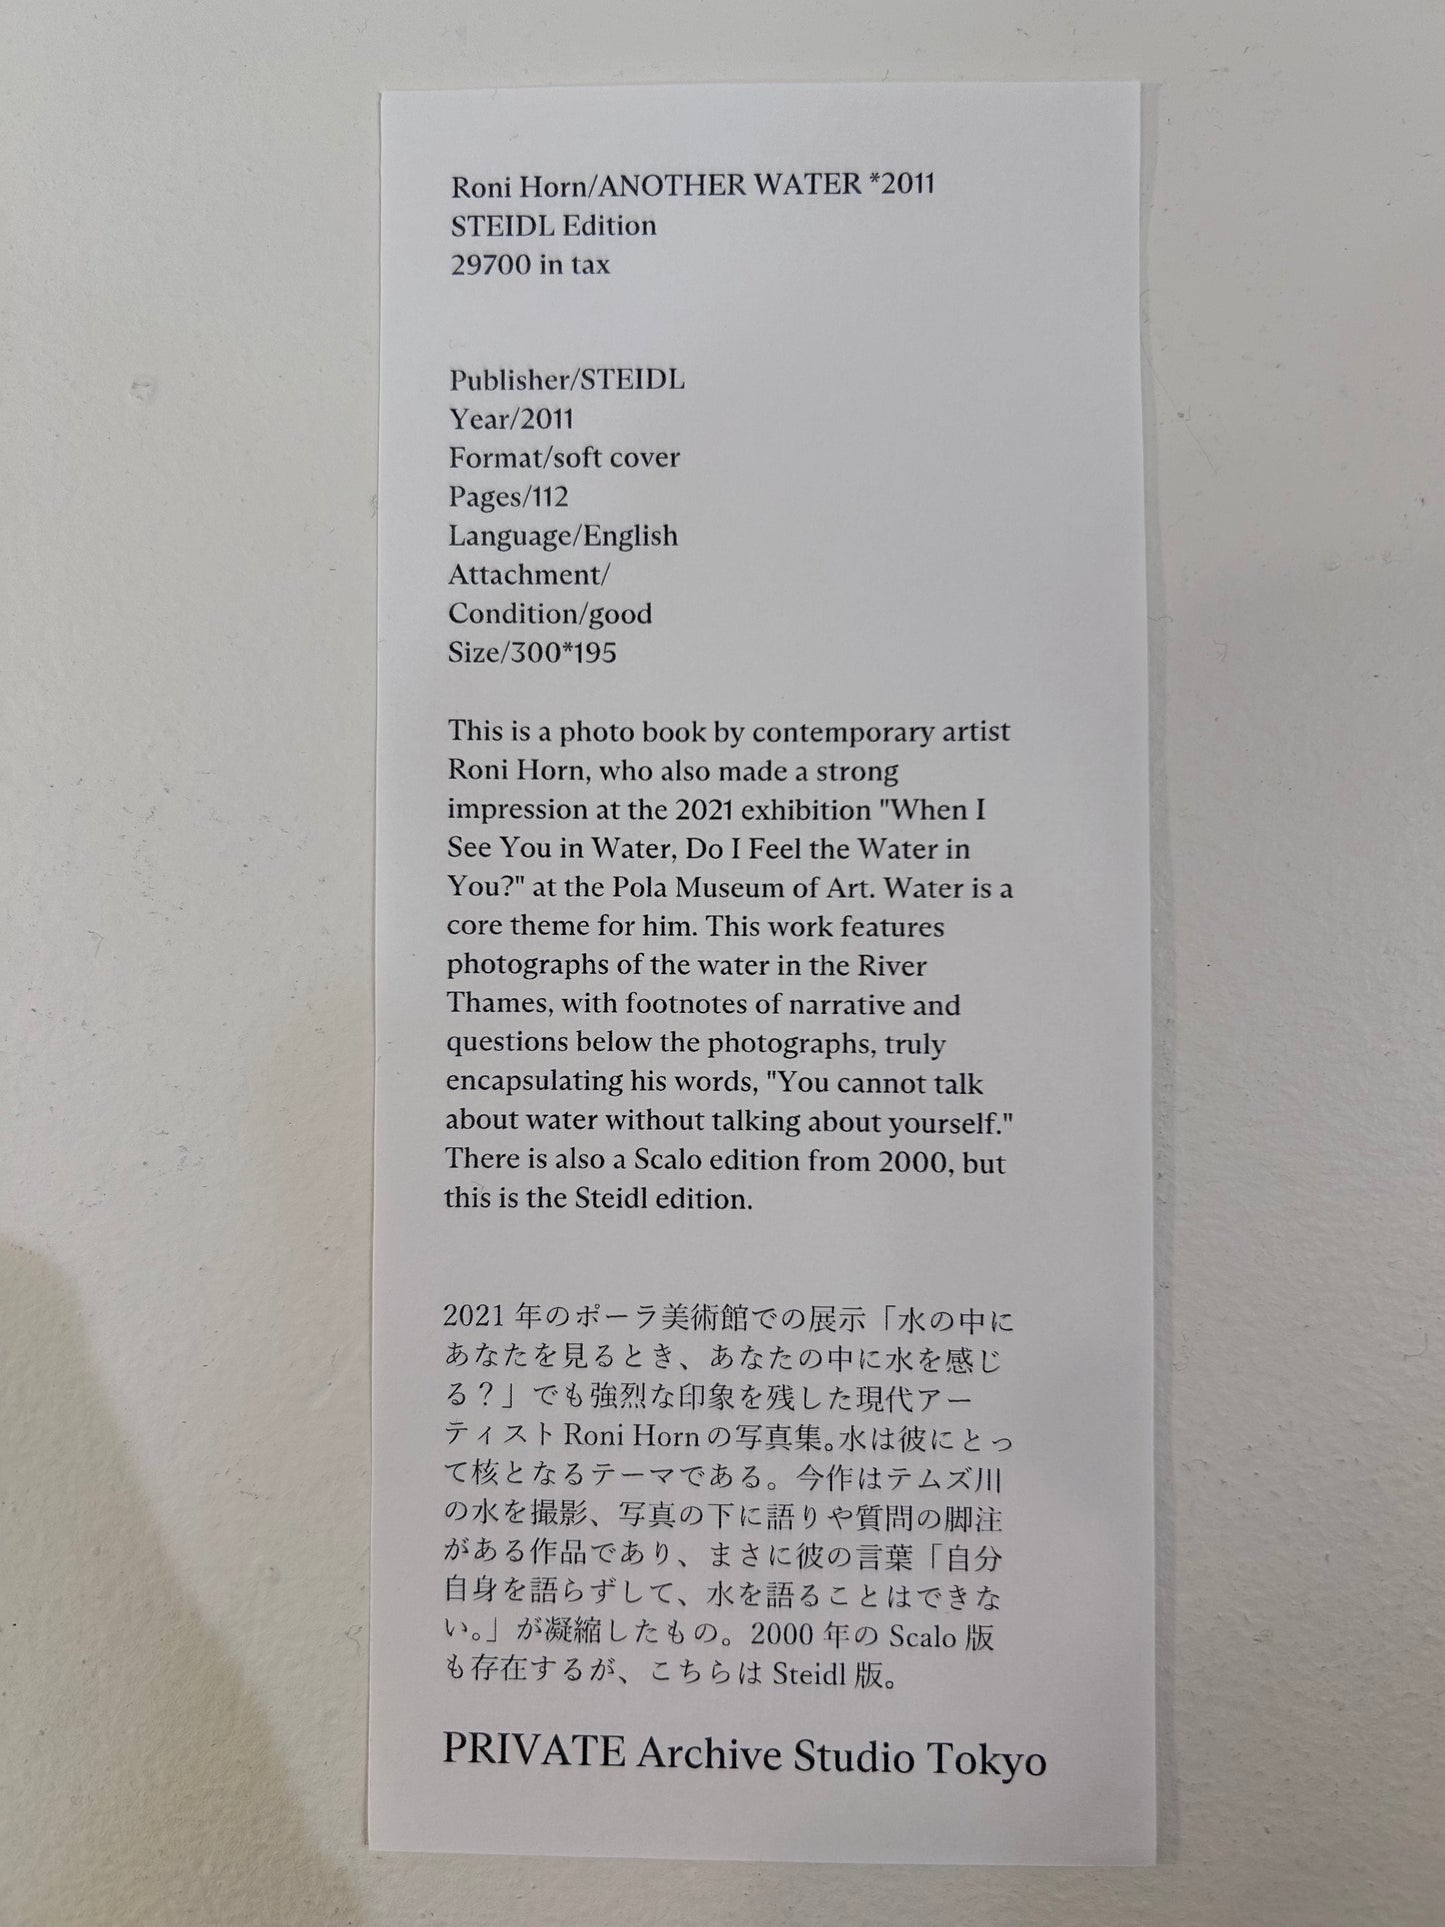 Roni Horn/ANOTHER WATER *2011
STEIDL Edition
29700 in tax
Publisher/STEIDL
Year/2011
Format/soft cover
Pages/112
Language/English
Attachment/
Condition/good
Size/300*195
This is a photo book by contemporary artist
Roni Horn, who also made a strong
impression at the 2021 exhibition "When I
See You in Water, Do I Feel the Water in
You?" at the Pola Museum of Art. Water is a
core theme for him. This work features
photographs of the water in the River
Thames, with footnotes of narrative and
questions below the photographs, truly
encapsulating his words, "You cannot talk
about water without talking about yourself."
There is also a Scalo edition from 2000, but
this is the Steidl edition.
2021 年のポーラ美術館での展示「水の中に
あなたを見るとき、あなたの中に水を感じ
る？」でも強烈な印象を残した現代アー
ティスト Roni Horn の写真集。水は彼にとっ
て核となるテーマである。今作はテムズ川
の水を撮影、写真の下に語りや質問の脚注
がある作品であり、まさに彼の言葉「自分
自身を語らずして、水を語ることはできな
い。」が凝縮したもの。2000 年の Scalo 版
も存在するが、こちらは Steidl 版。
PRIVATE Archive Studio Tokyo